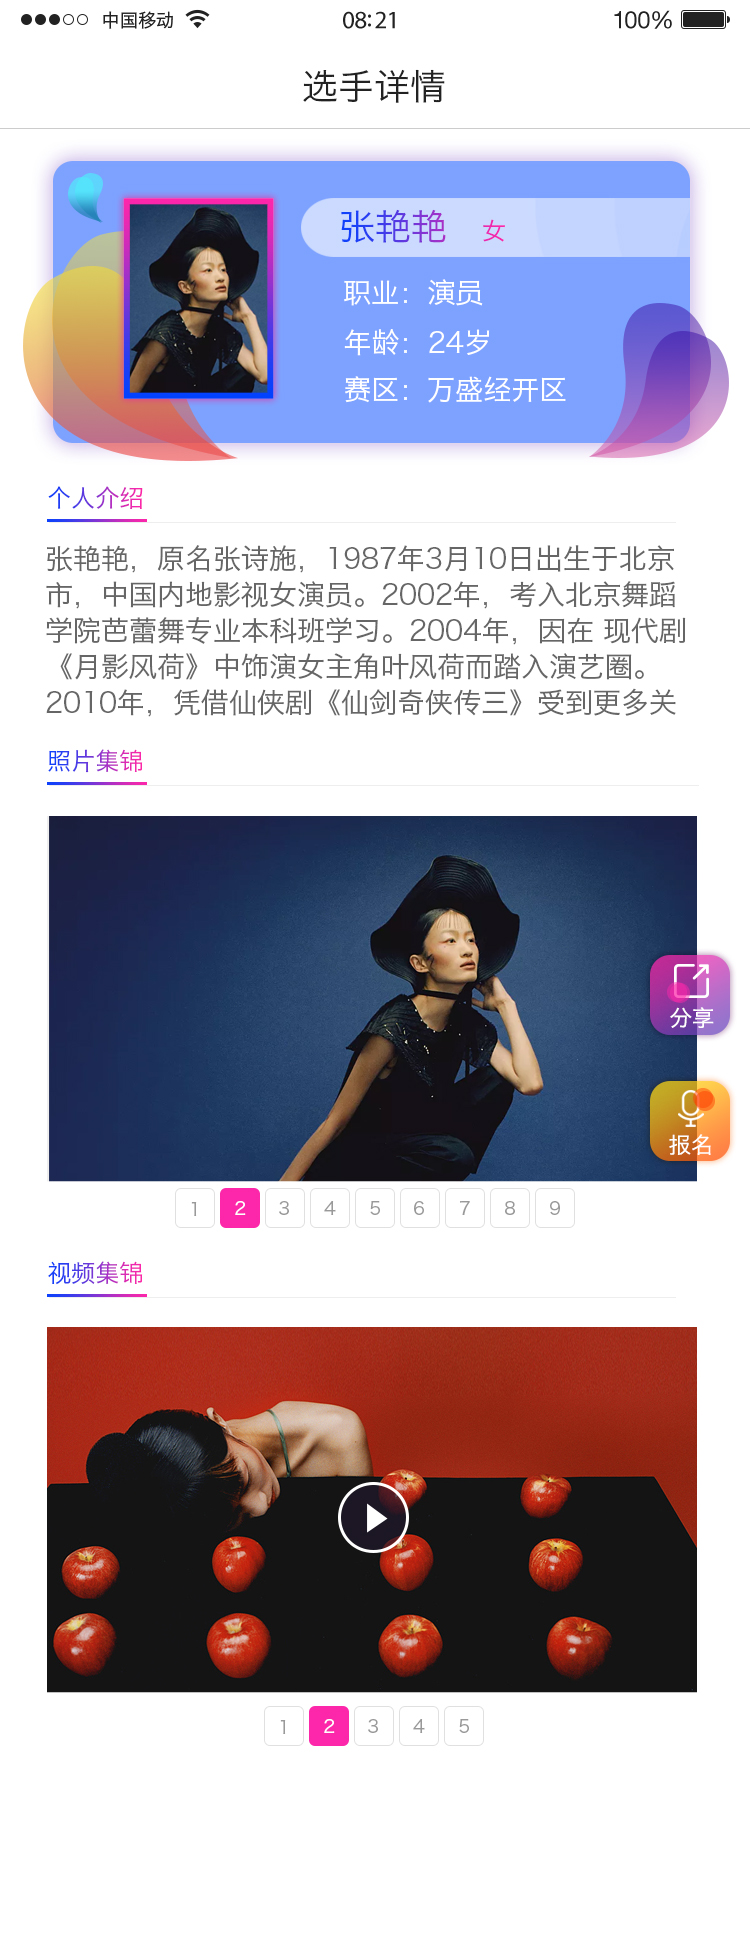 中国移动
08:21
100%
选手详情
张艳艳 女
职业：演员
年龄：24岁
赛区：万盛经开区
个人介绍
张艳艳，原名张诗施，1987年3月10日出生于北京
市，中国内地影视女演员。2002年，考入北京舞蹈
学院芭蕾舞专业本科班学习。2004年，因在 现代剧
《月影风荷》中饰演女主角叶风荷而踏入演艺圈。
2010年，凭借仙侠剧《仙剑奇侠传三》受到更多关
照片集锦
分享
报名
1 2 3 4 5 6 7 8 9
视频集锦
1 2 3 4 5